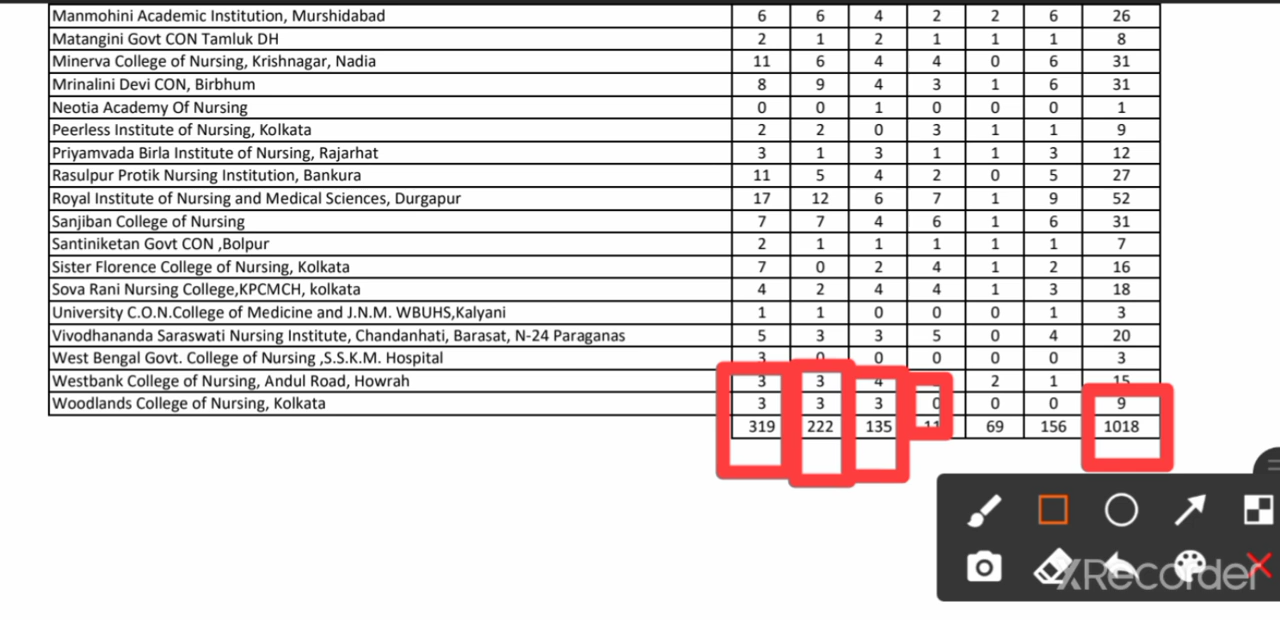 Manmohini Academic Institution, Murshidabad 6 6 4 2 2 6 26
Matangini Govt CON Tamluk DH 2 1 2 1 1 1 8
Minerva College of Nursing, Krishnagar, Nadia 11 6 4 4 0 6 31
Mrinalini Devi CON, Birbhum 8 9 4 3 1 6 31
Neotia Academy Of Nursing 0 0 1 0 0 0 1
Peerless Institute of Nursing, Kolkata 2 2 0 3 1 1 9
Priyamvada Birla Institute of Nursing, Rajarhat 3 1 3 1 1 3 12
Rasulpur Protik Nursing Institution, Bankura 11 5 4 2 0 5 27
Royal Institute of Nursing and Medical Sciences, Durgapur 17 12 6 7 1 9 52
Sanjiban College of Nursing 7 7 4 6 1 6 31
Santiniketan Govt CON ,Bolpur 2 1 1 1 1 1 7
Sister Florence College of Nursing, Kolkata 7 0 2 4 1 2 16
Sova Rani Nursing College,KPCMCH, kolkata 4 2 4 4 1 3 18
University C.O.N.College of Medicine and J.N.M. WBUHS,Kalyani 1 1 0 0 0 1 3
Vivodhananda Saraswati Nursing Institute, Chandanhati, Barasat, N-24 Paraganas 5 3 3 5 0 4 20
West Bengal Govt. College of Nursing ,S.S.K.M. Hospital 3 0 0 0 0 0 3
Westbank College of Nursing, Andul Road, Howrah 3 3 4 2 1 15
Woodlands College of Nursing, Kolkata 3 3 3 0 0 0 9
319 222 135 69 156 1018
XRecorder